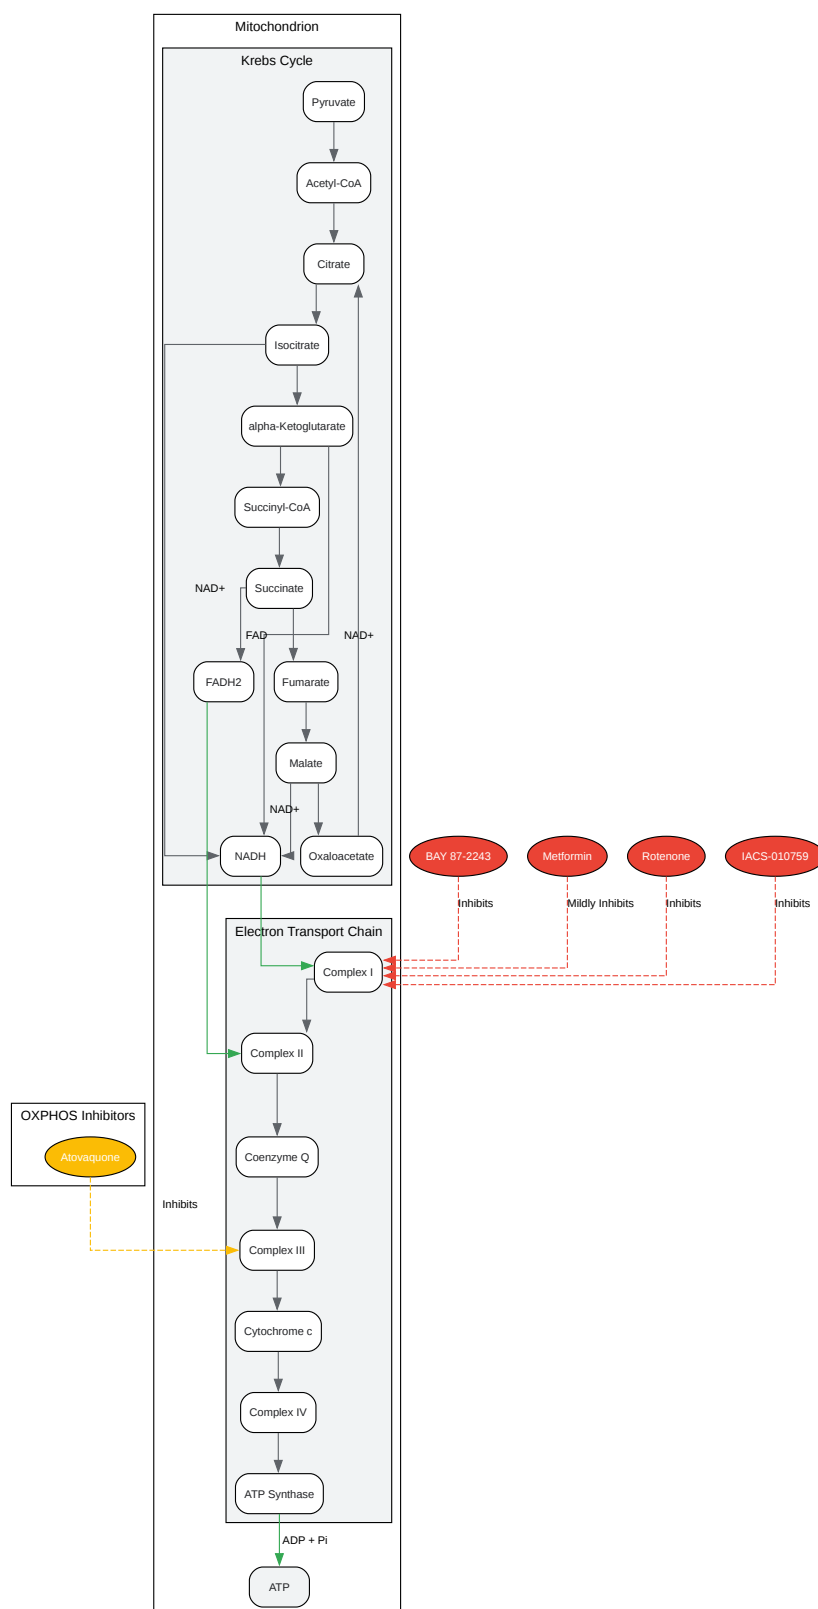 Mitochondrion
Krebs Cycle
Pyruvate
Acetyl-CoA
Citrate
Isocitrate
alpha-Ketoglutarate
Succinyl-CoA
NAD+
Succinate
FAD
NAD+
FADH2
Fumarate
Malate
NAD+
NADH
Oxaloacetate
BAY 87-2243
Metformin
Rotenone
IACS-010759
Inhibits
Mildly Inhibits
Inhibits
Inhibits
Electron Transport Chain
Complex I
Complex II
OXPHOS Inhibitors
Atovaquone
Coenzyme Q
Inhibits
Complex III
Cytochrome c
Complex IV
ATP Synthase
ADP + Pi
ATP